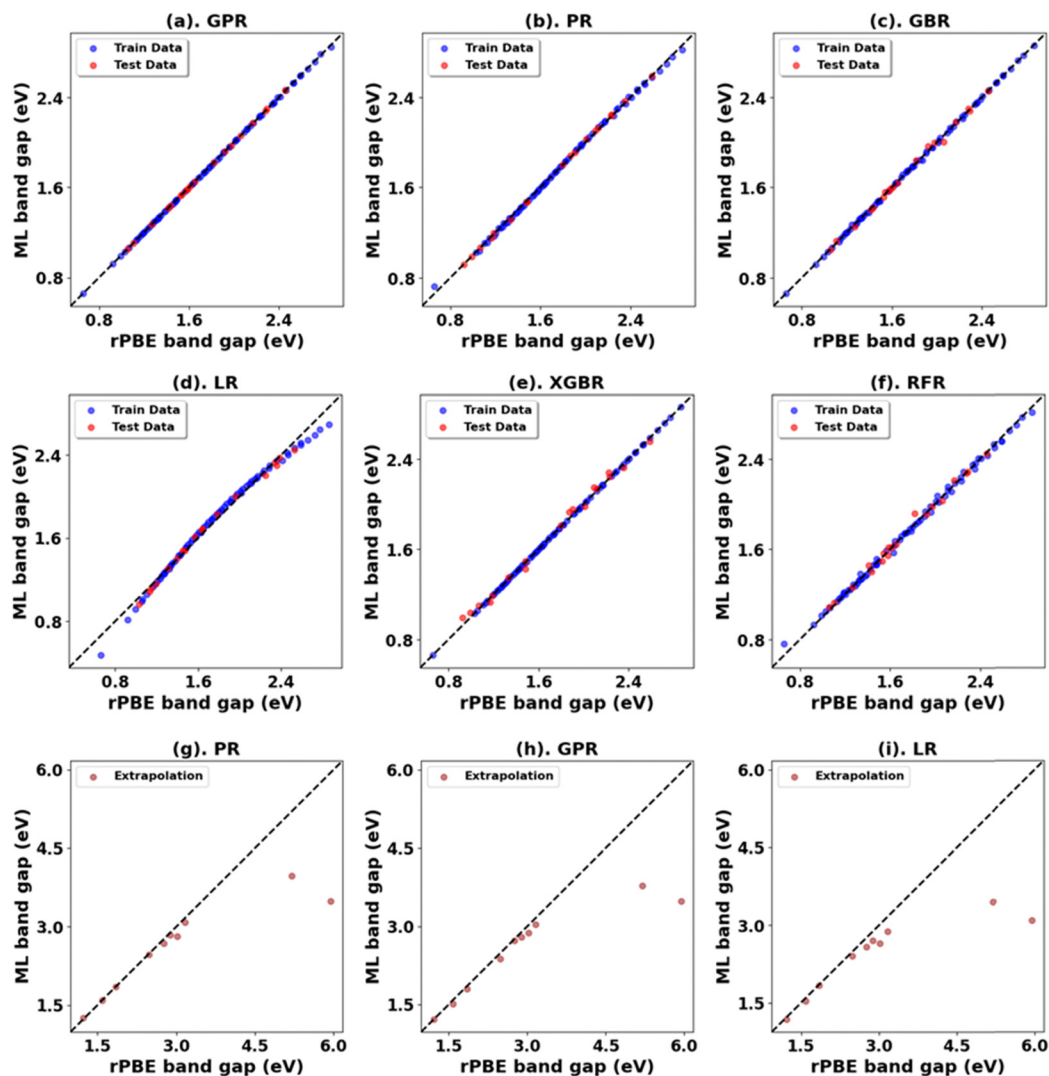 (a). GPR
(b). PR
(c). GBR
Train Data
Test Data
Train Data
Test Data
Train Data
Test Data
ML band gap (eV)
2.4
1.6
0.8
ML band gap (eV)
2.4
1.6
0.8
ML band gap (eV)
2.4
1.6
0.8
0.8 1.6 2.4
0.8 1.6 2.4
0.8 1.6 2.4
rPBE band gap (eV)
rPBE band gap (eV)
rPBE band gap (eV)
(d). LR
(e). XGBR
(f). RFR
Train Data
Test Data
Train Data
Test Data
Train Data
Test Data
ML band gap (eV)
2.4
1.6
0.8
ML band gap (eV)
2.4
1.6
0.8
ML band gap (eV)
2.4
1.6
0.8
0.8 1.6 2.4
0.8 1.6 2.4
0.8 1.6 2.4
rPBE band gap (eV)
rPBE band gap (eV)
rPBE band gap (eV)
(g). PR
(h). GPR
(i). LR
Extrapolation
Extrapolation
Extrapolation
ML band gap (eV)
6.0
4.5
3.0
1.5
ML band gap (eV)
6.0
4.5
3.0
1.5
ML band gap (eV)
6.0
4.5
3.0
1.5
1.5 3.0 4.5 6.0
1.5 3.0 4.5 6.0
1.5 3.0 4.5 6.0
rPBE band gap (eV)
rPBE band gap (eV)
rPBE band gap (eV)